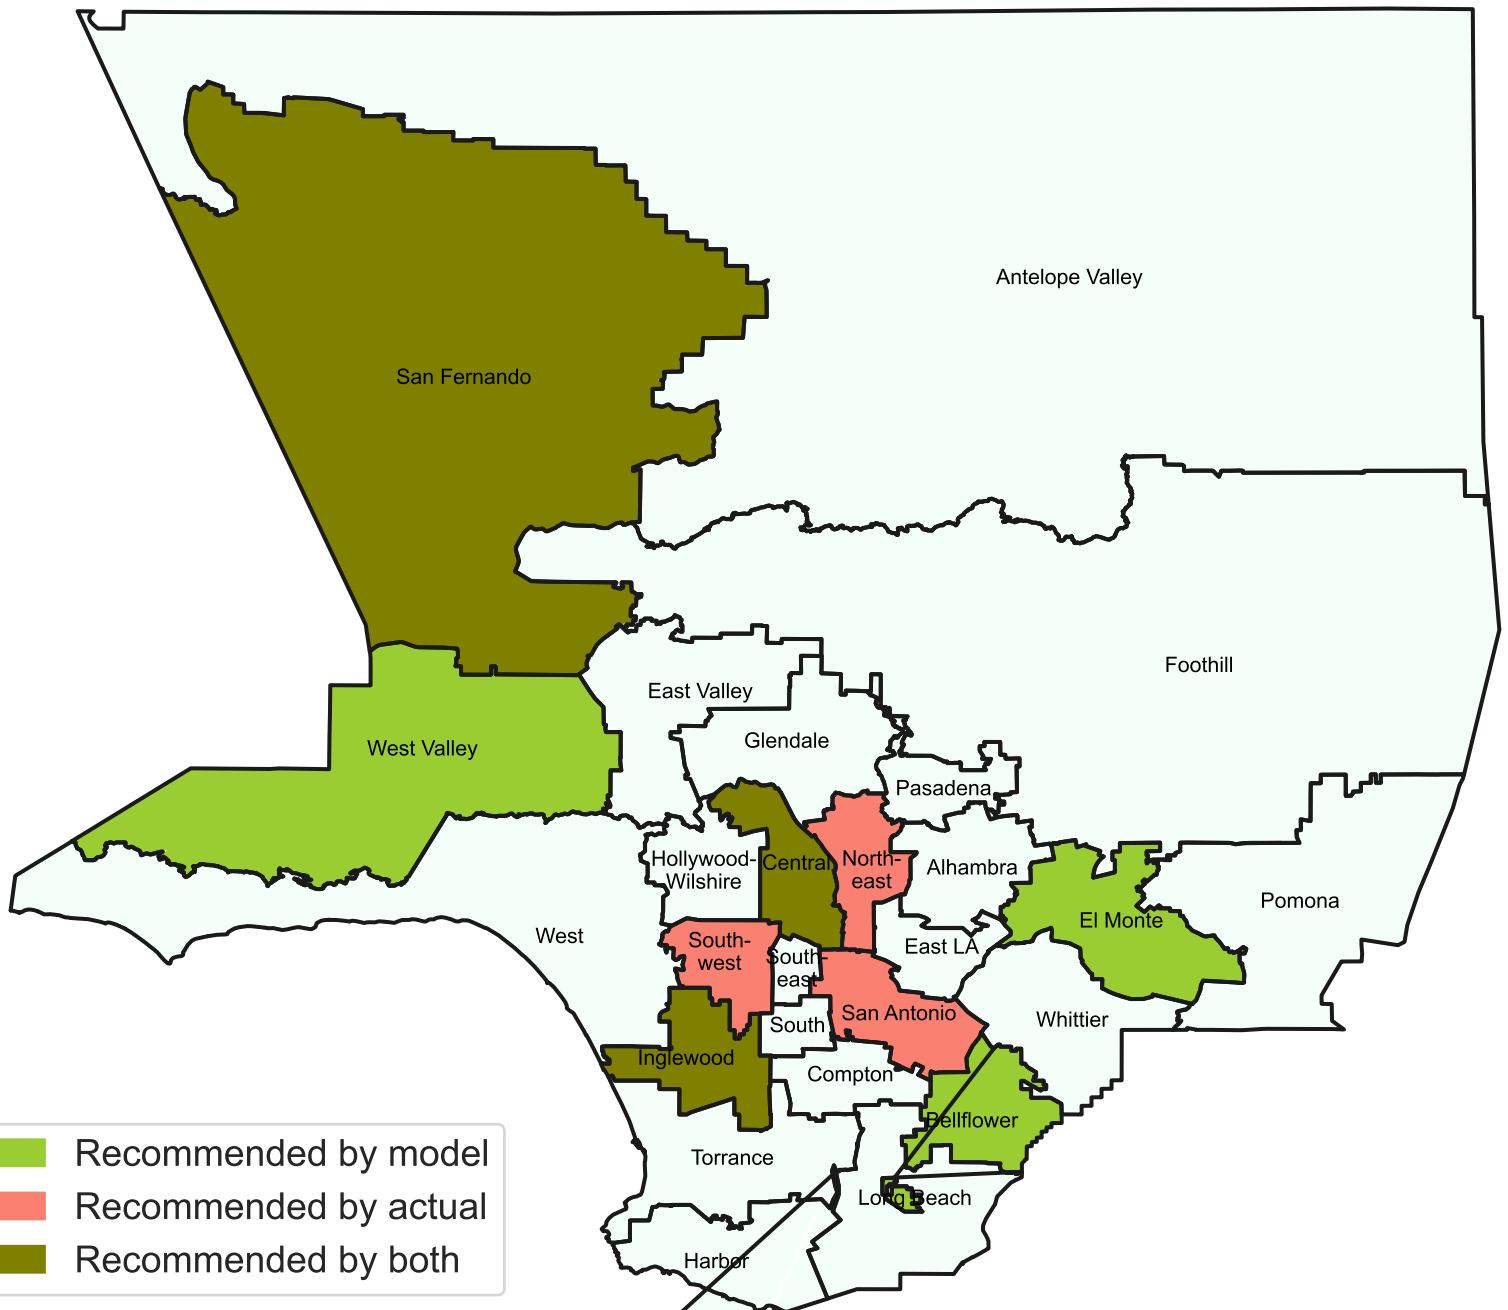 Antelope Valley
San Fernando
Foothill
East Valley
West Valley
Glendale
Pasadena
Hollywood-
Wilshire
Central
North-
east
Alhambra
El Monte
Pomona
West
South-
west
South-
east
East LA
San Antonio
South
Whittier
Inglewood
Compton
Bellflower
Torrance
Long Beach
Harbor
Recommended by model
Recommended by actual
Recommended by both